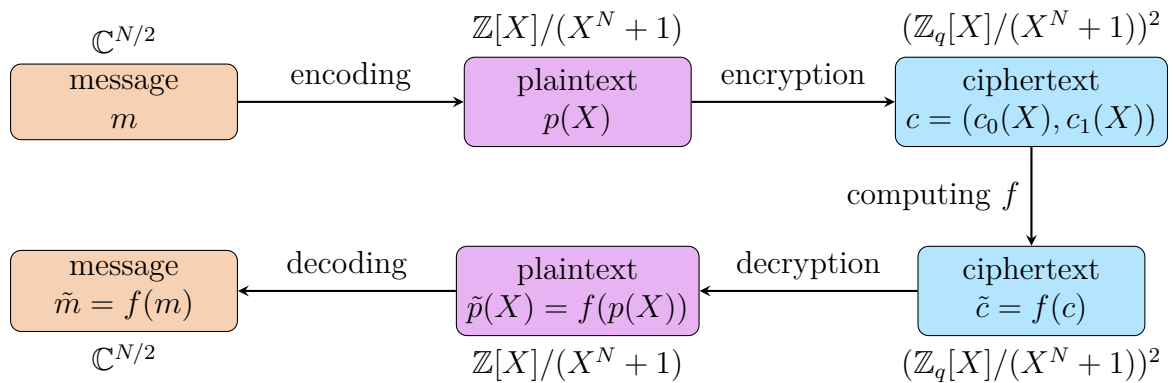 ℂ^{N/2} ℤ[X]/(X^N + 1) (ℤ_q[X]/(X^N + 1))^2
message encoding plaintext encryption ciphertext
m p(X) c = (c_0(X), c_1(X))
computing f
message decoding plaintext decryption ciphertext
m̃ = f(m) p̃(X) = f(p(X)) c̃ = f(c)
ℂ^{N/2} ℤ[X]/(X^N + 1) (ℤ_q[X]/(X^N + 1))^2